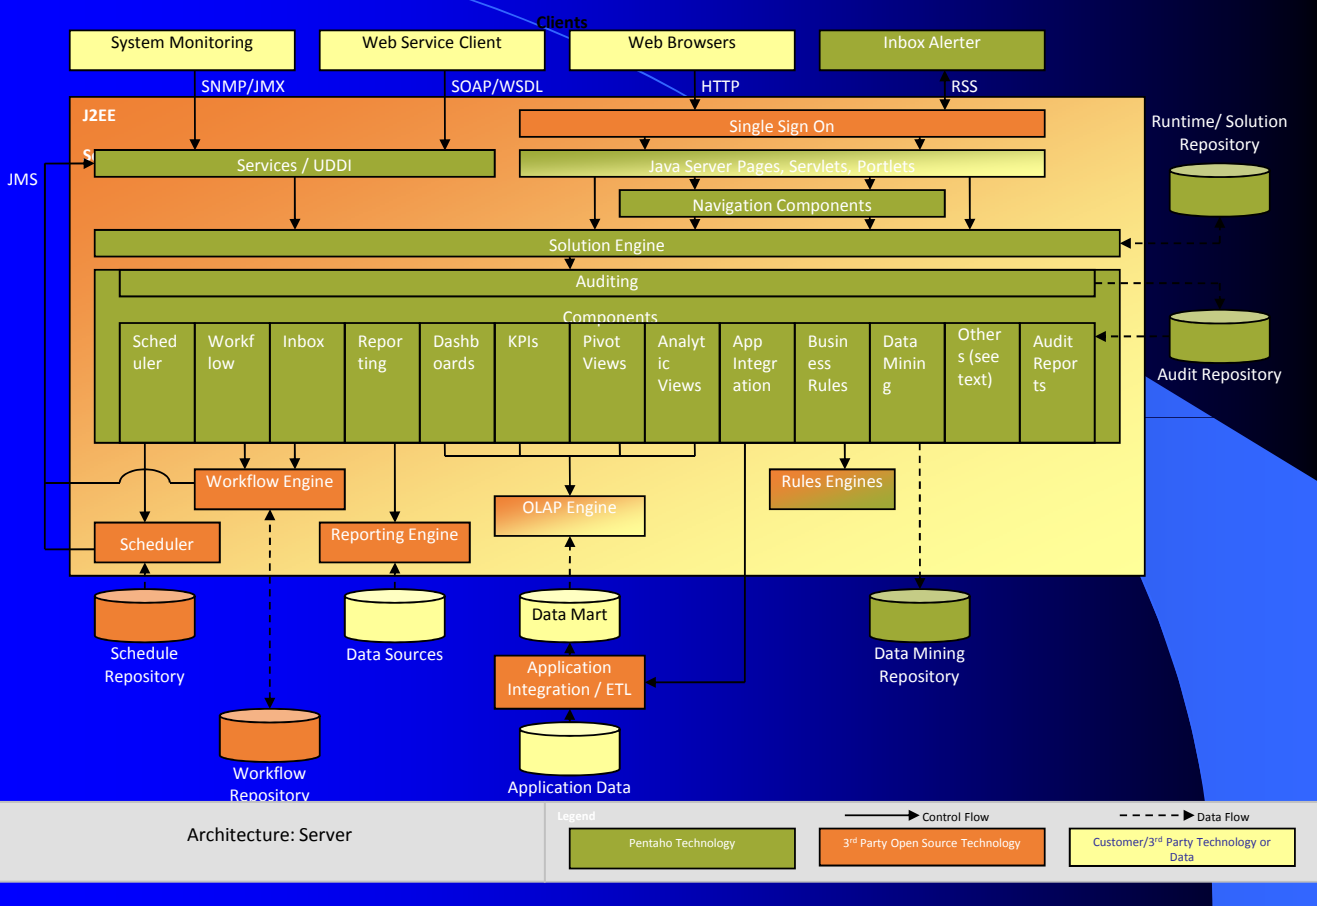 Clients
System Monitoring
Web Service Client
Web Browsers
Inbox Alerter
SNMP/JMX
SOAP/WSDL
HTTP
RSS
J2EE
Single Sign On
Runtime/ Solution
Repository
Services / UDDI
Java Server Pages, Servlets, Portlets
JMS
Navigation Components
Solution Engine
Auditing
Components
Sched
uler
Workf
low
Inbox
Repor
ting
Dashb
oards
KPIs
Pivot
Views
Analyt
ic
Views
App
Integr
ation
Busin
ess
Rules
Data
Minin
g
Other
s (see
text)
Audit
Repor
ts
Audit Repository
Workflow Engine
Rules Engines
OLAP Engine
Reporting Engine
Scheduler
Schedule
Repository
Data Sources
Data Mart
Data Mining
Repository
Application
Integration / ETL
Workflow
Repository
Application Data
Architecture: Server
Legend
Control Flow
Data Flow
Pentaho Technology
3rd Party Open Source Technology
Customer/3rd Party Technology or
Data